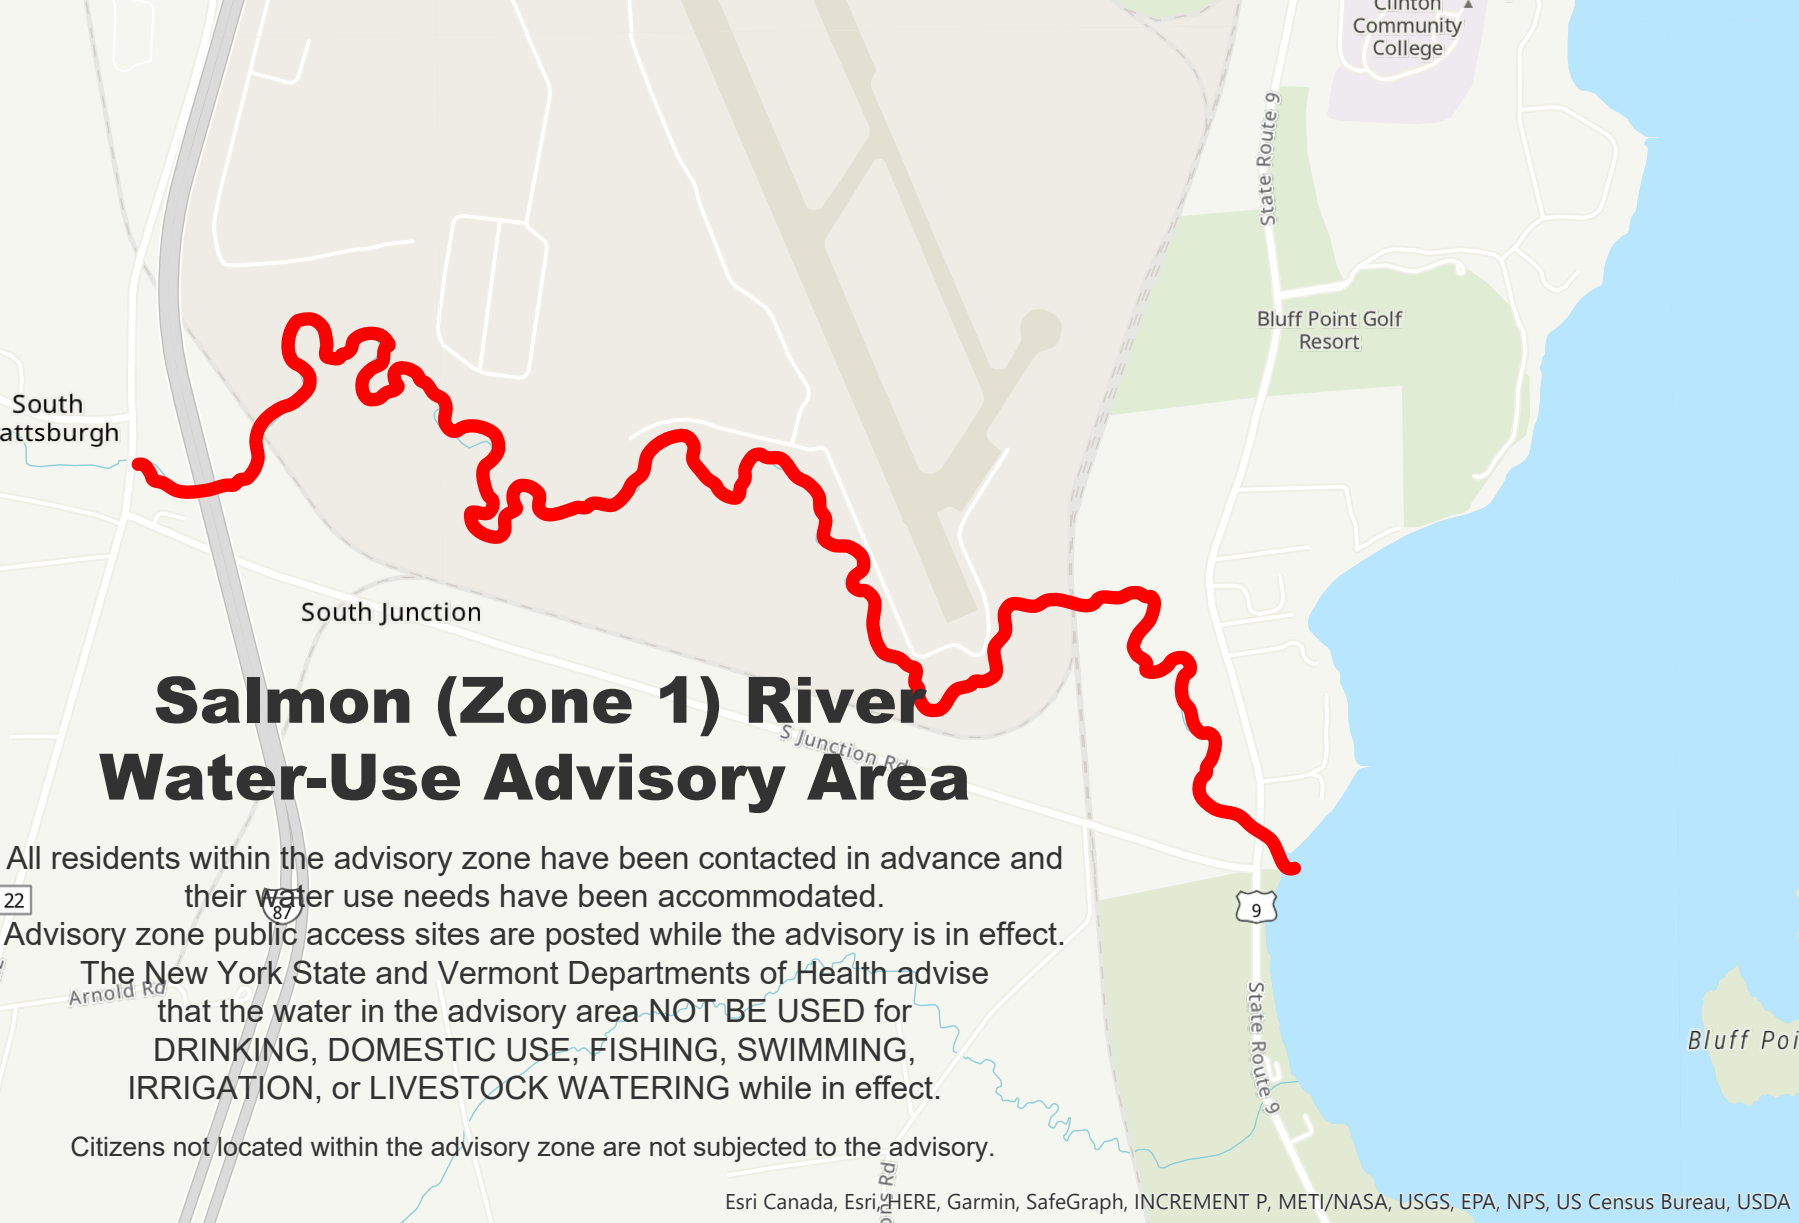 Clinton
Community
College
State Route 9
Bluff Point Golf
Resort
South
attsburgh
South Junction
Salmon (Zone 1) River
Water-Use Advisory Area
S Junction Rd
All residents within the advisory zone have been contacted in advance and
their water use needs have been accommodated.
22
87
9
Advisory zone public access sites are posted while the advisory is in effect.
The New York State and Vermont Departments of Health advise
Arnold Rd
that the water in the advisory area NOT BE USED for
DRINKING, DOMESTIC USE, FISHING, SWIMMING,
IRRIGATION, or LIVESTOCK WATERING while in effect.
State Route 9
Bluff Poi
Citizens not located within the advisory zone are not subjected to the advisory.
ons Rd
Esri Canada, Esri, HERE, Garmin, SafeGraph, INCREMENT P, METI/NASA, USGS, EPA, NPS, US Census Bureau, USDA